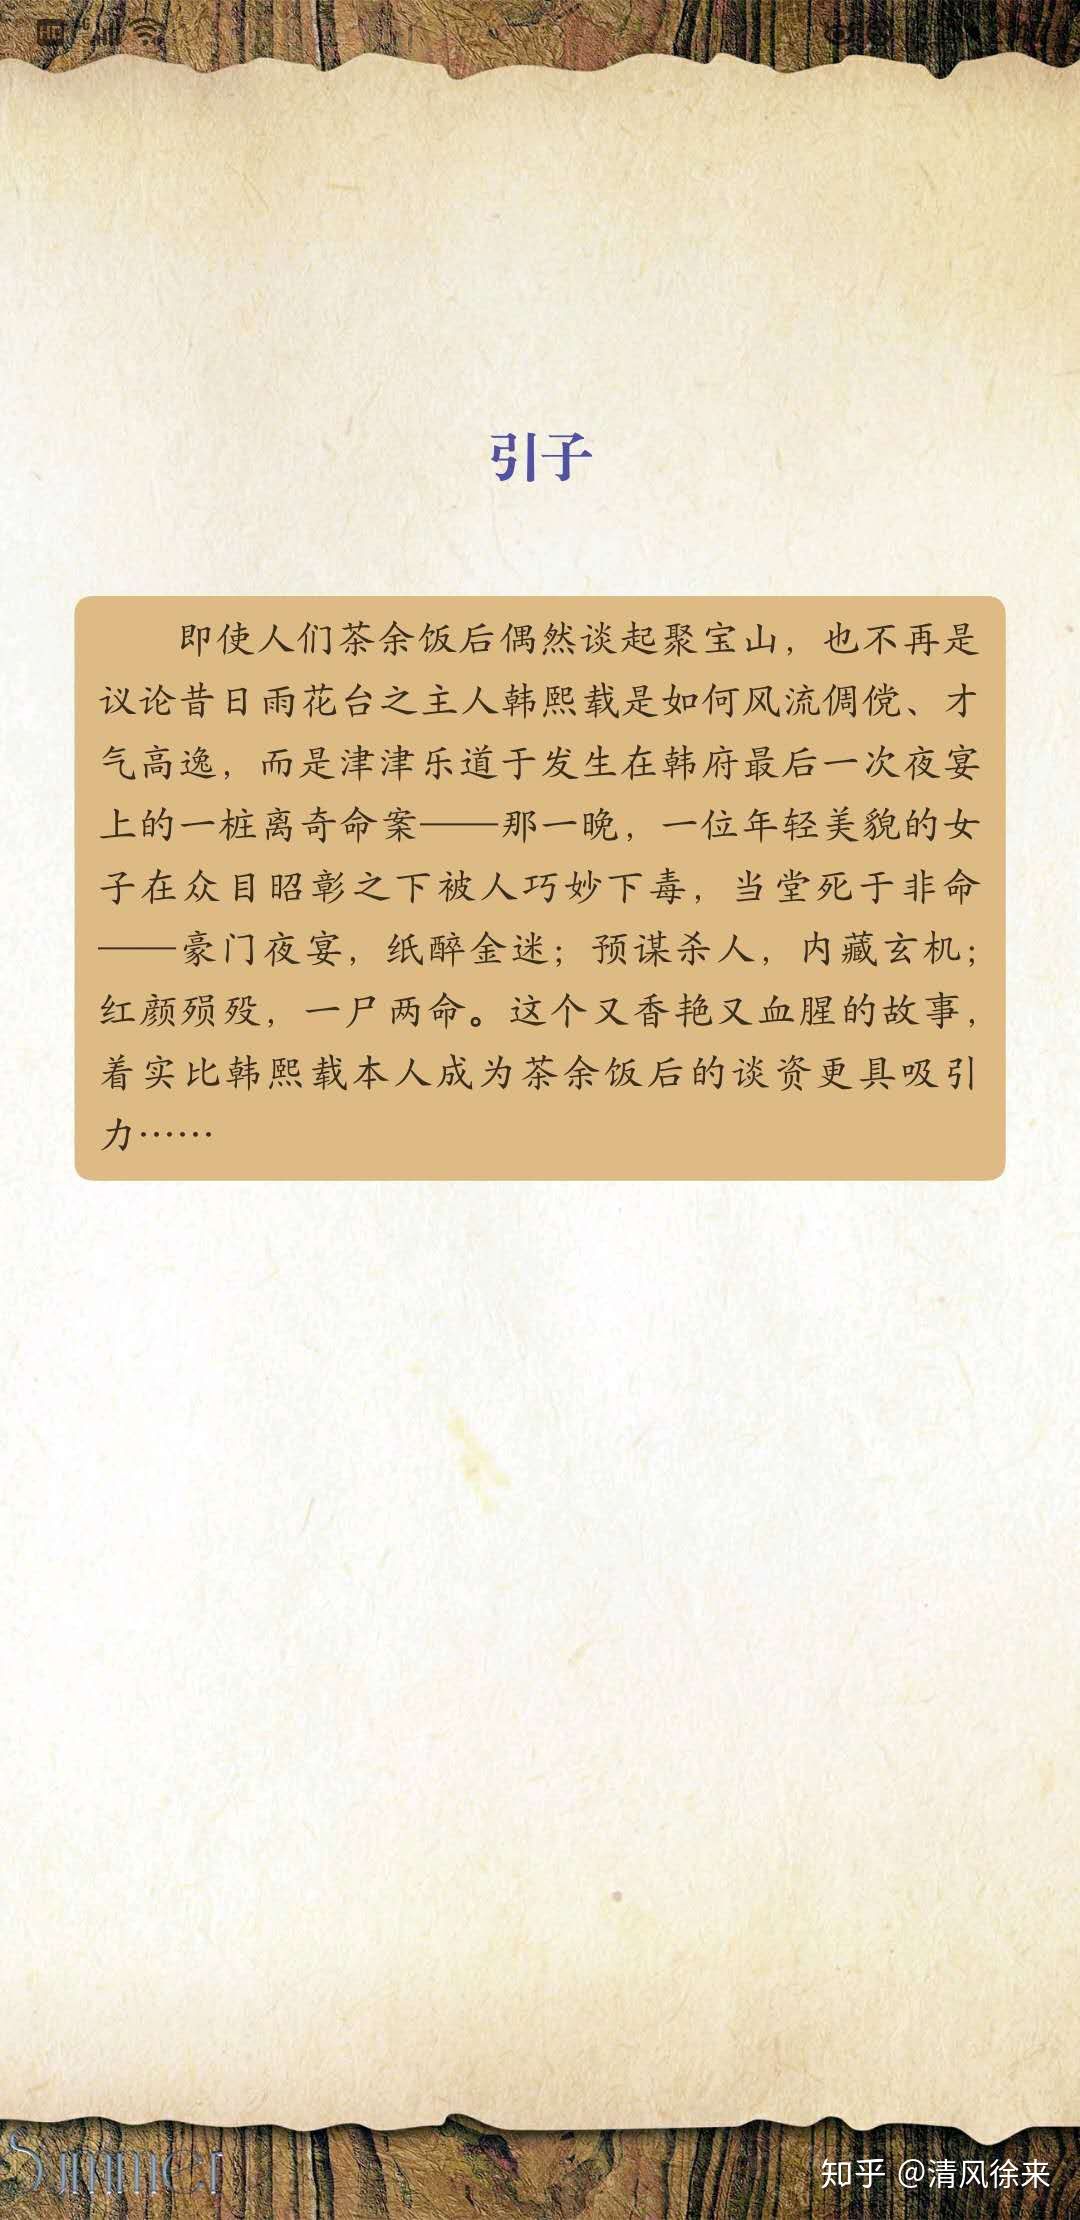 引子
即使人们茶余饭后偶然谈起聚宝山，也不再是
议论昔日雨花台之主人韩熙载是如何风流倜傥、才
气高逸，而是津津乐道于发生在韩府最后一次夜宴
上的一桩离奇命案——那一晚，一位年轻美貌的女
子在众目昭彰之下被人巧妙下毒，当堂死于非命
——豪门夜宴，纸醉金迷；预谋杀人，内藏玄机；
红颜殒殁，一尸两命。这个又香艳又血腥的故事，
着实比韩熙载本人成为茶余饭后的谈资更具吸引
力……
Summer
知乎 @清风徐来